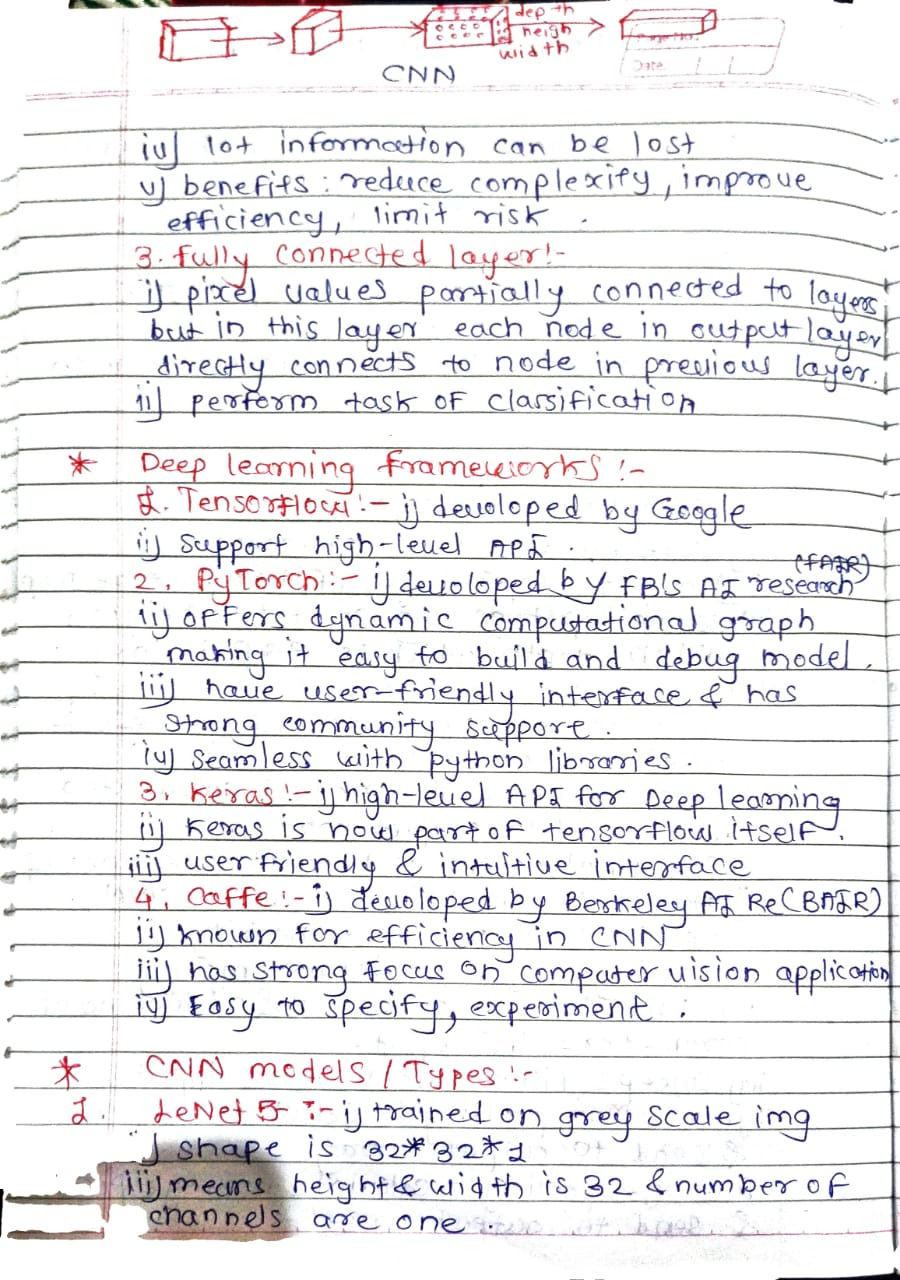 depth
heigh
width
Page No.
Date
CNN
iv) lot information can be lost
v) benefits : reduce complexity, improve
efficiency, limit risk .
3. fully connected layer:-
i) pixel values partially connected to layers
but in this layer each node in output layer
directly connects to node in previous layer.
ii) perform task of classification
* Deep learning frameworks :-
1. Tensorflow :- i) devoloped by Google
ii) Support high-level API .
(FAIR)
2. PyTorch :- i) devoloped by FB's AI research
ii) offers dynamic computational graph
making it easy to build and debug model.
iii) have user-friendly interface & has
strong community support .
iv) Seamless with python libraries .
3. Keras :- i) high-level API for Deep learning
ii) Keras is now part of tensorflow itself .
iii) user friendly & intuitive interface
4. Caffe :- i) devoloped by Berkeley AI Re(BAIR)
ii) known for efficiency in CNN
iii) has strong focus on computer vision application
iv) Easy to specify, experiment .
* CNN models / Types :-
1. LeNet 5 :- i) trained on grey scale img
) shape is 32*32*1
iii) means height & width is 32 & number of
channels are one .